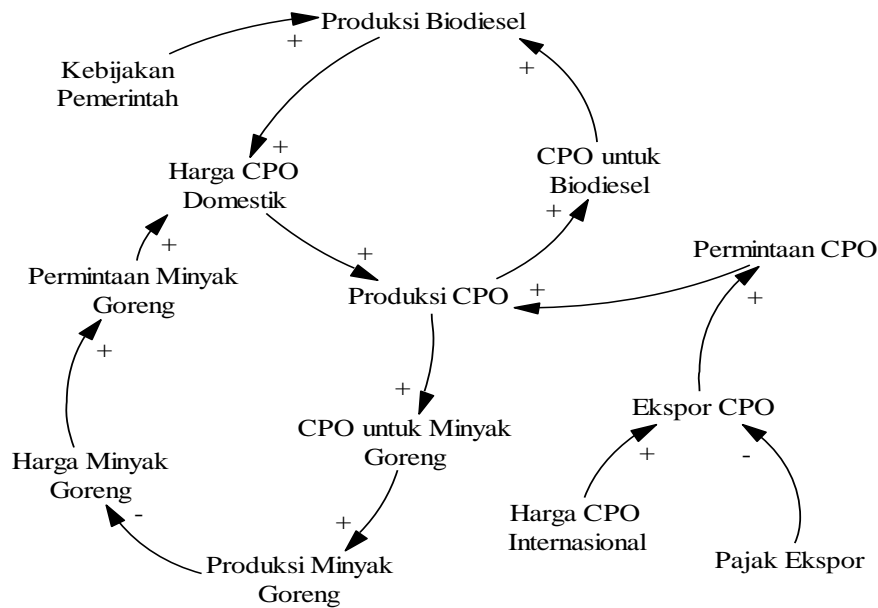 Produksi Biodiesel
+
Kebijakan
Pemerintah
+
+
Harga CPO
Domestik
CPO untuk
Biodiesel
+
+
+
Permintaan CPO
Permintaan Minyak
Goreng
Produksi CPO
+
+
+
+
CPO untuk Minyak
Goreng
Ekspor CPO
Harga Minyak
Goreng
+
-
-
+
Harga CPO
Internasional
Produksi Minyak
Goreng
Pajak Ekspor